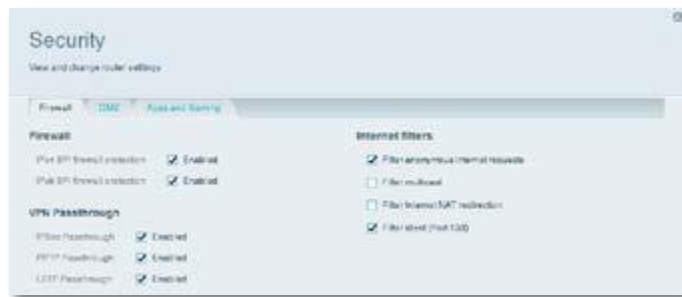 Security
View and change router settings
Firewall
DMZ
Apps and Gaming
Firewall
IPv4 SPI firewall protection
Enabled
IPv6 SPI firewall protection
Enabled
VPN Passthrough
IPSec Passthrough
Enabled
PPTP Passthrough
Enabled
L2TP Passthrough
Enabled
Internet filters
Filter anonymous Internet requests
Filter multicast
Filter Internet NAT redirection
Filter ident (Port 113)